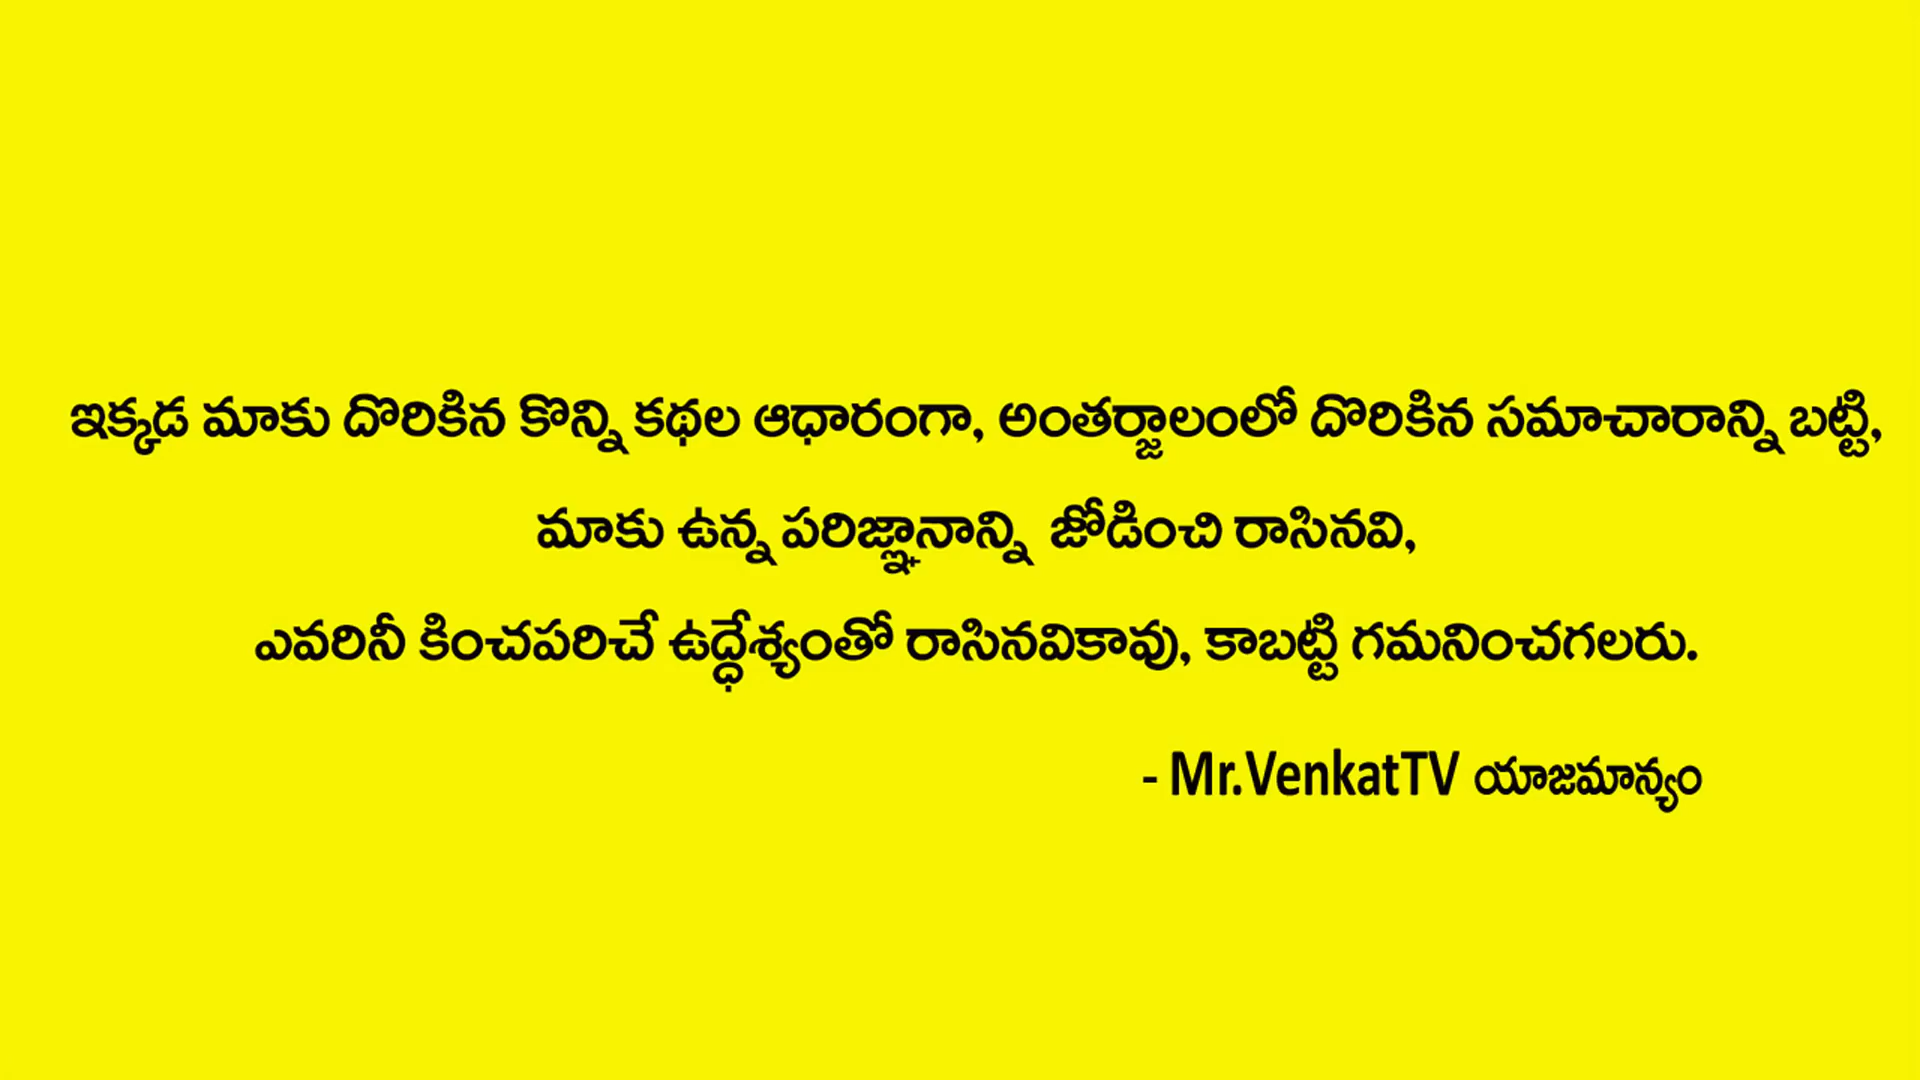 ఇక్కడ మాకు దొరికిన కొన్ని కథల ఆధారంగా, అంతర్జాలంలో దొరికిన సమాచారాన్ని బట్టి,
మాకు ఉన్న పరిజ్ఞానాన్ని జోడించి రాసినవి,
ఎవరినీ కించపరిచే ఉద్ధేశ్యంతో రాసినవికావు, కాబట్టి గమనించగలరు.
- Mr.VenkatTV యాజమాన్యం